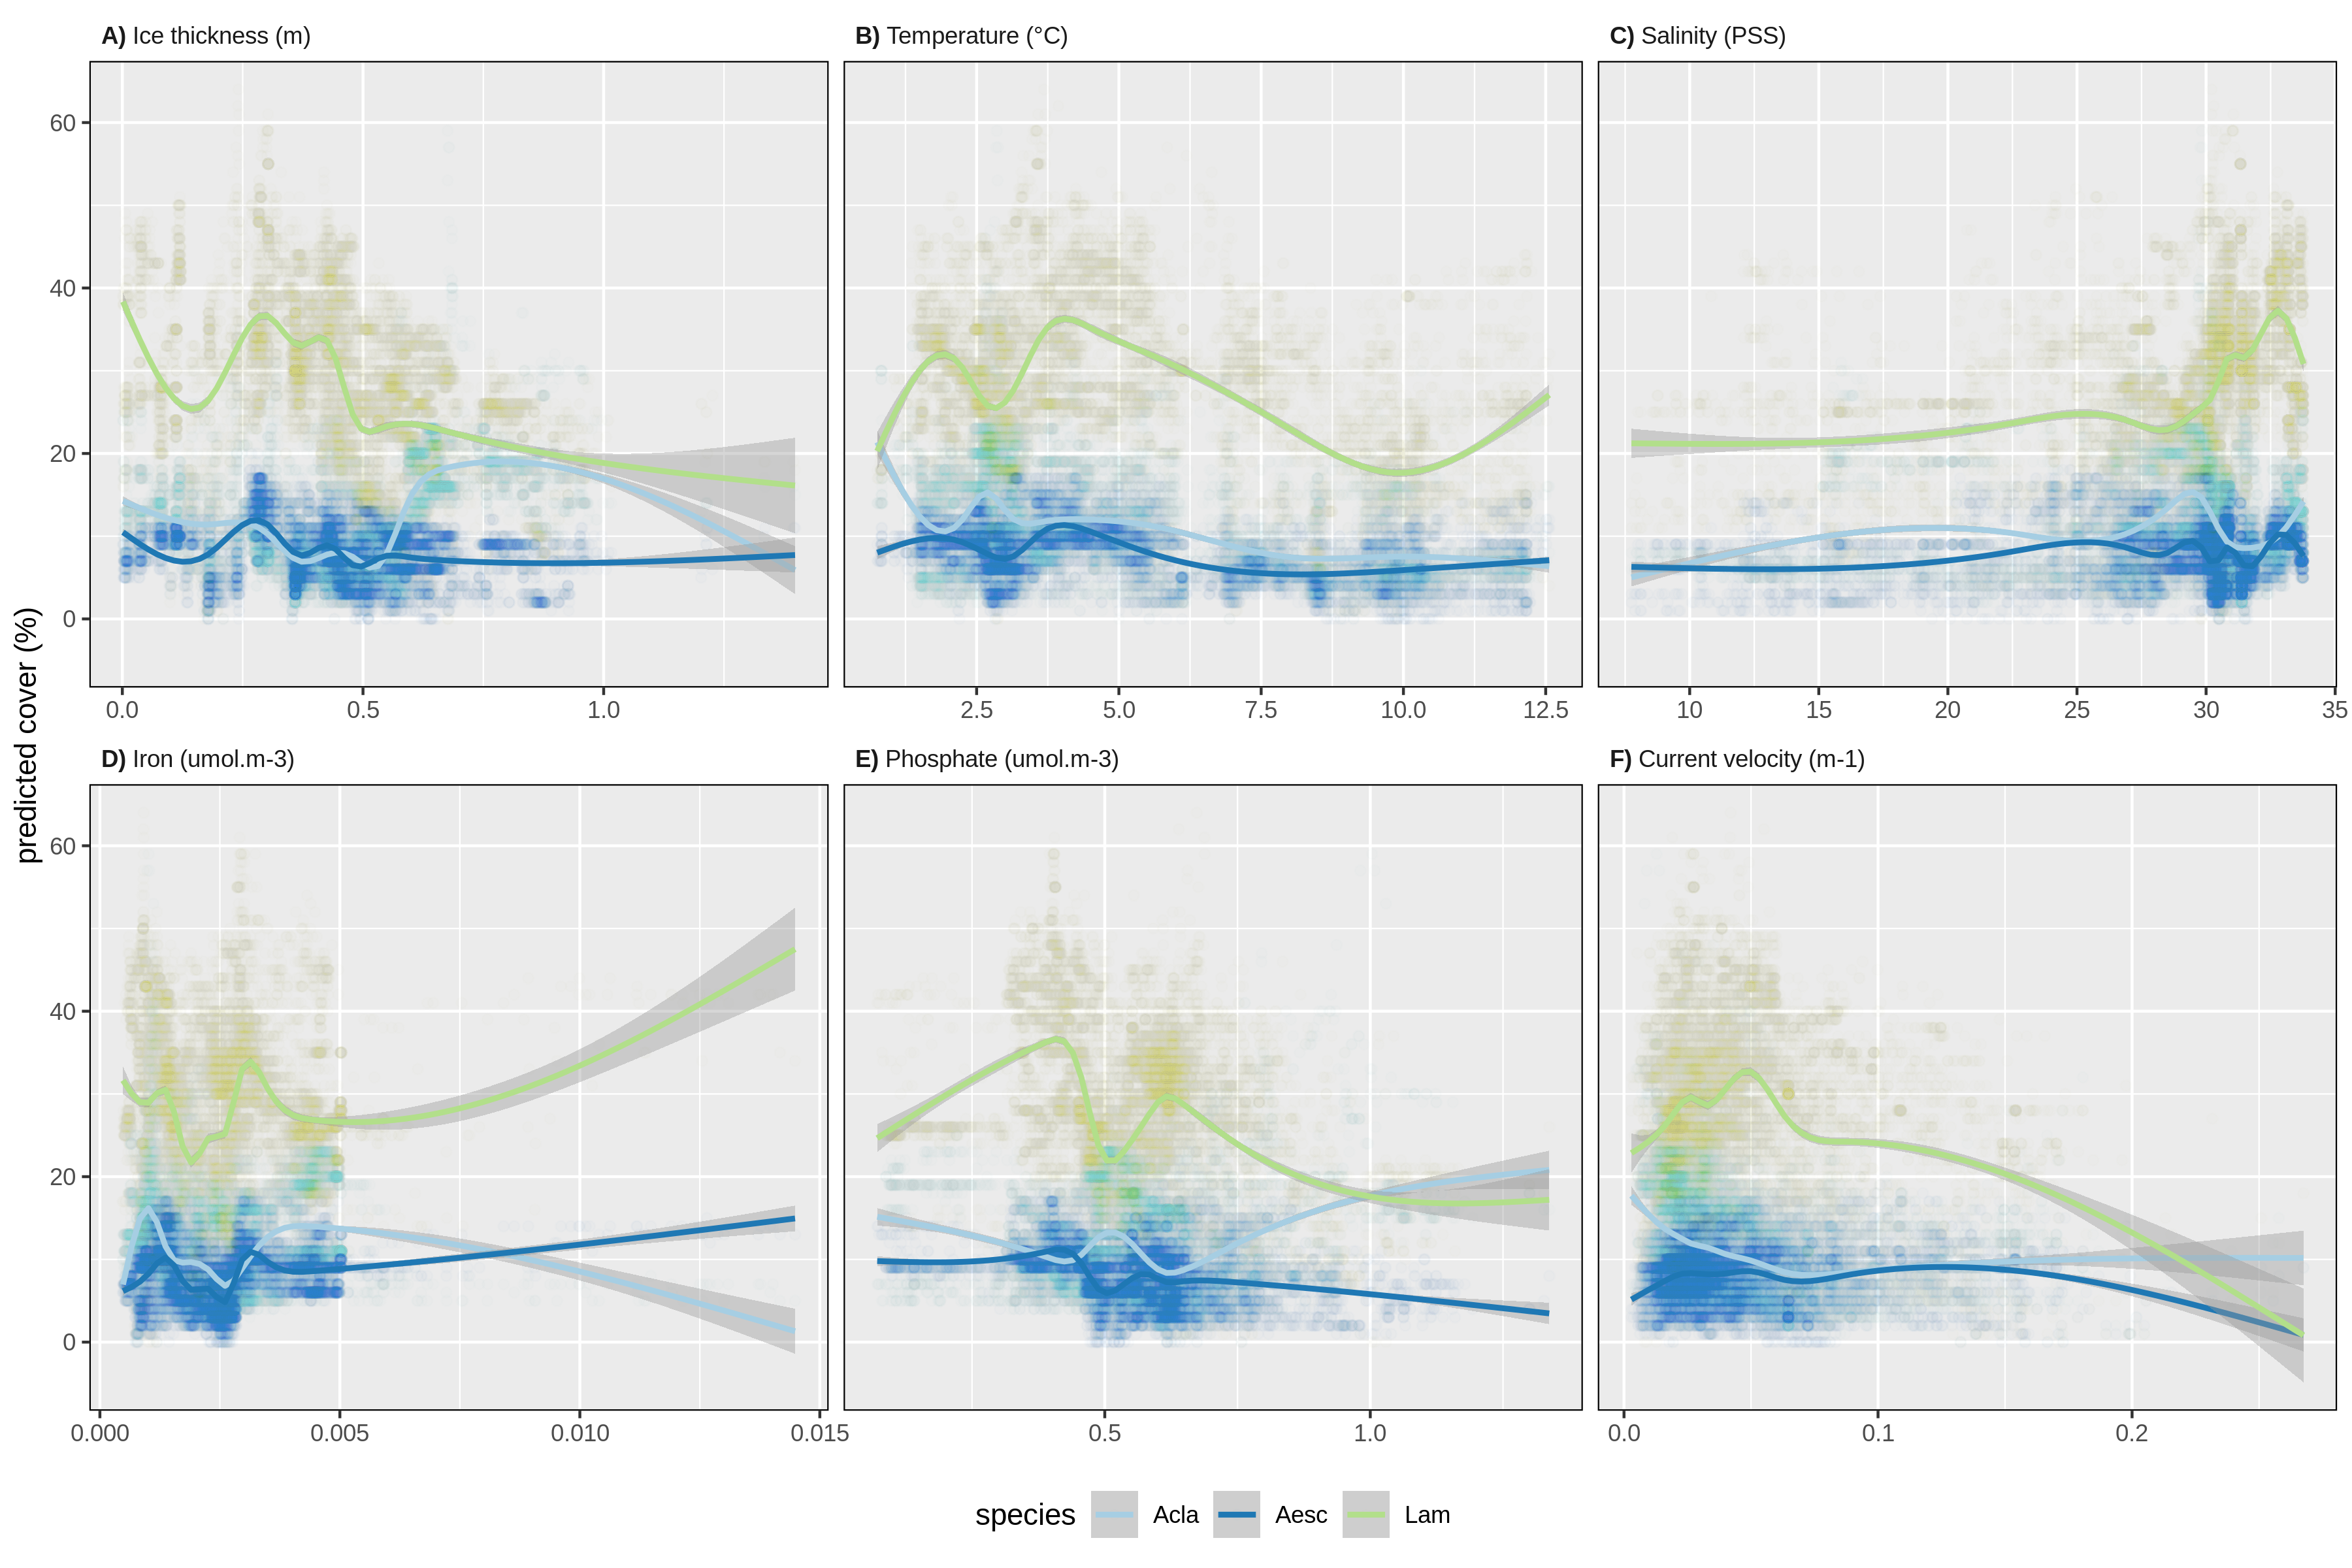 A) Ice thickness (m)
B) Temperature (°C)
C) Salinity (PSS)
60
40
20
0
0.0 0.5 1.0
2.5 5.0 7.5 10.0 12.5
10 15 20 25 30 35
predicted cover (%)
D) Iron (umol.m-3)
E) Phosphate (umol.m-3)
F) Current velocity (m-1)
60
40
20
0
0.000 0.005 0.010 0.015
0.5 1.0
0.0 0.1 0.2
species Acla Aesc Lam